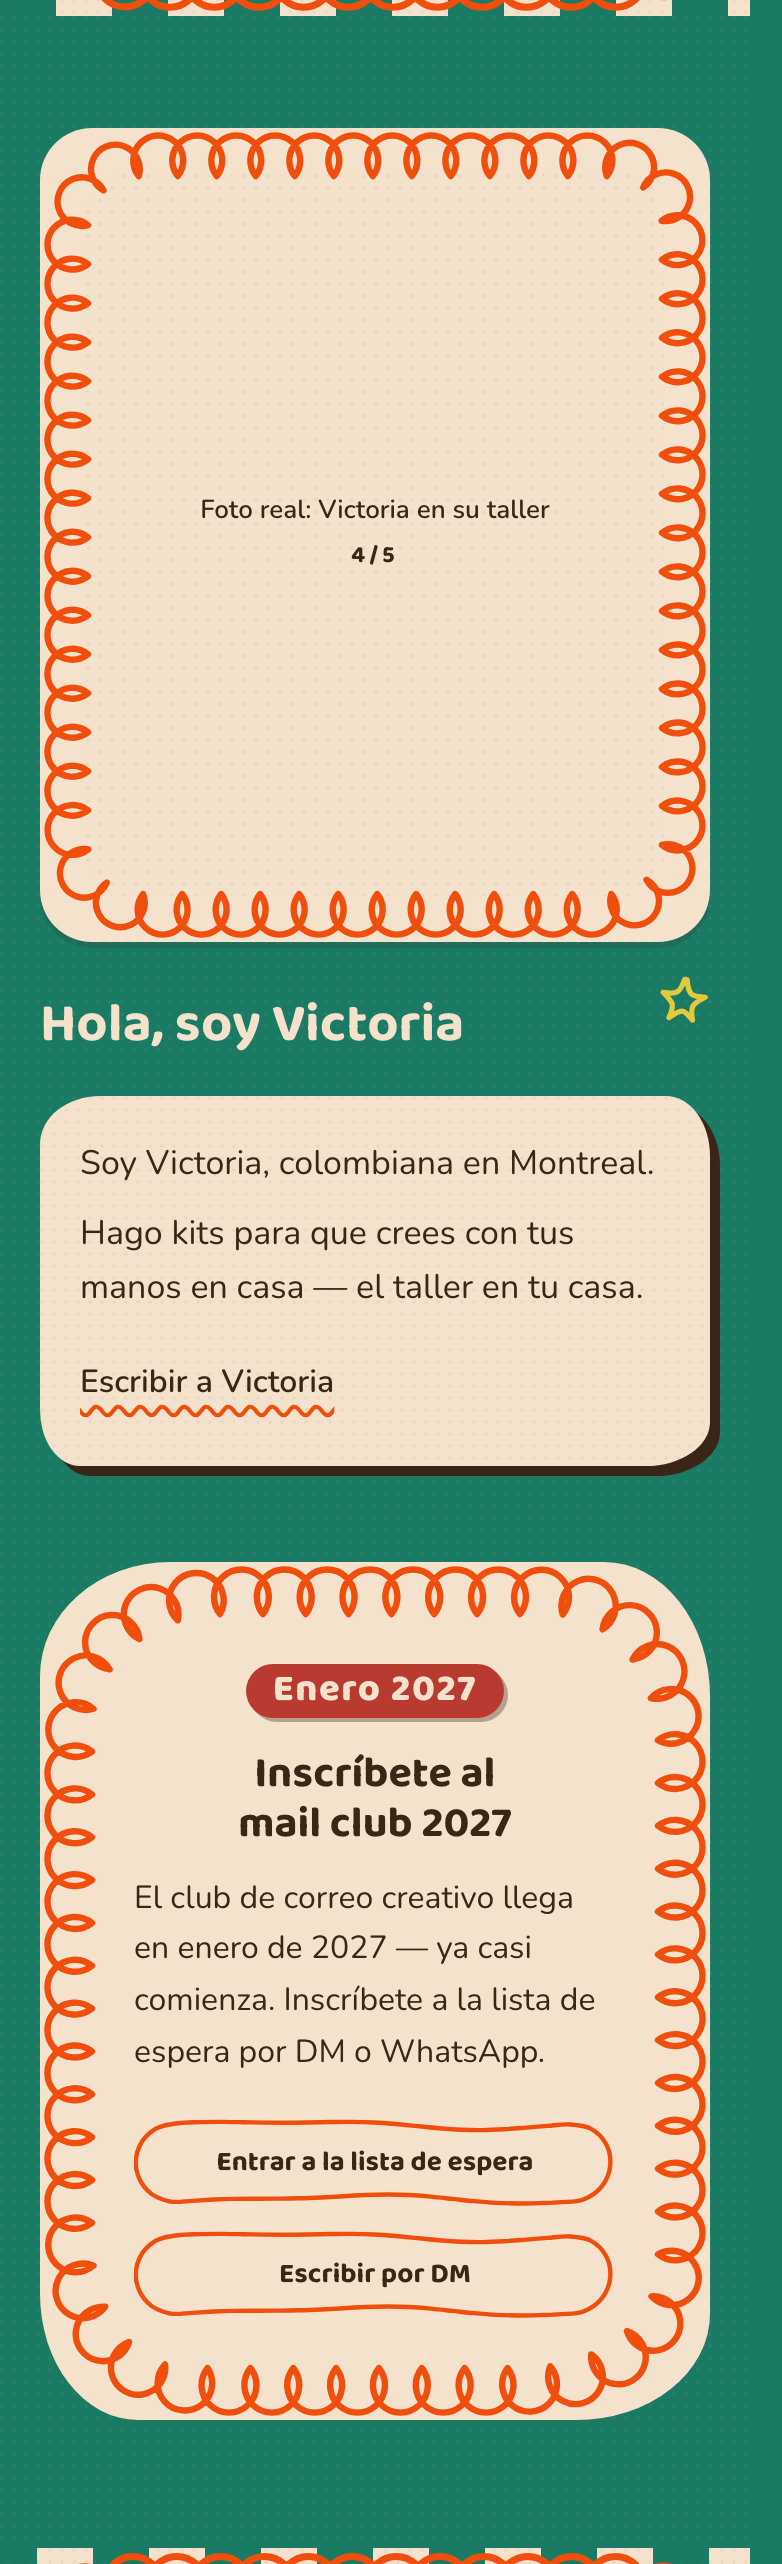 Foto real: Victoria en su taller
4 / 5
Hola, soy Victoria
Soy Victoria, colombiana en Montreal.
Hago kits para que crees con tus
manos en casa — el taller en tu casa.
Escribir a Victoria
Enero 2027
Inscríbete al
mail club 2027
El club de correo creativo llega
en enero de 2027 — ya casi
comienza. Inscríbete a la lista de
espera por DM o WhatsApp.
Entrar a la lista de espera
Escribir por DM